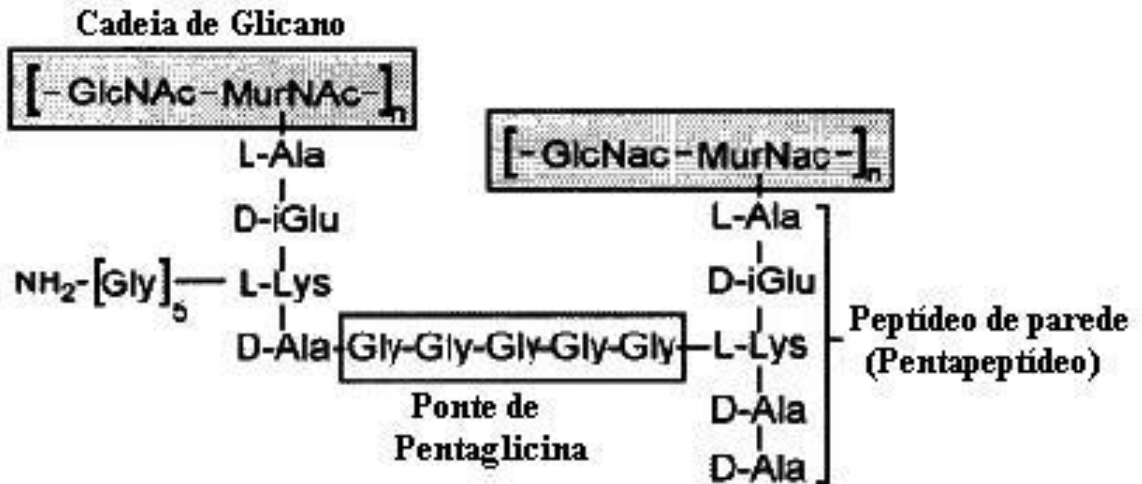 Cadeia de Glicano
[-GlcNAc-MurNAc-]n
L-Ala
D-iGlu
NH2-[Gly]5—L-Lys
D-Ala-Gly-Gly-Gly-Gly-Gly-L-Lys
Ponte de
Pentaglicina
[-GlcNac-MurNac-]n
L-Ala
D-iGlu
D-Ala
D-Ala
Peptídeo de parede
(Pentapeptídeo)